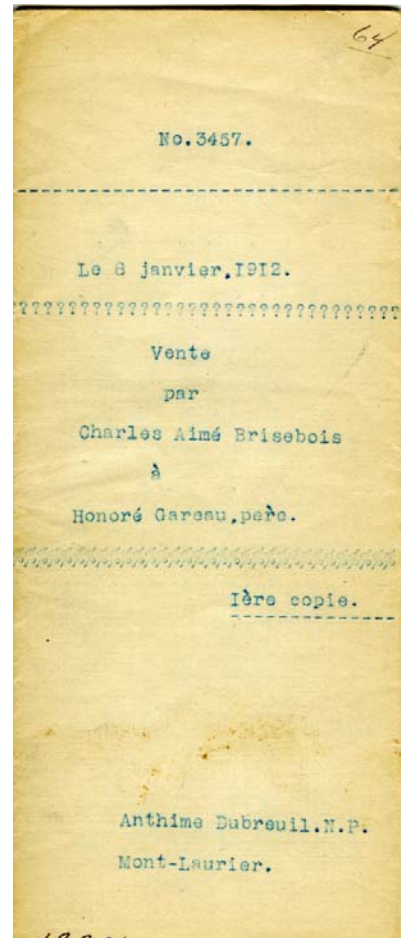 64
No.3457.
--------------------------------
Le 8 janvier,I9I2.
??????????????????????????????????
Vente
par
Charles Aimé Brisebois
à
Honoré Gareau,père.
Ière copie.
--------------
Anthime Dubreuil.N.P.
Mont-Laurier.